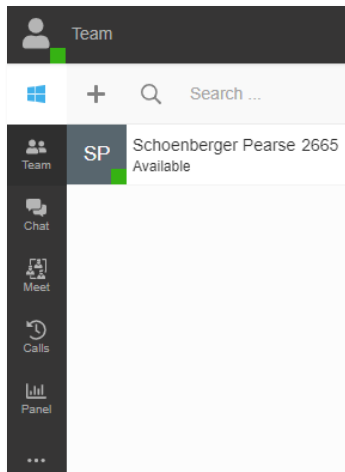 Team
Search ...
Team
SP
Schoenberger Pearse 2665
Available
Chat
Meet
Calls
Panel